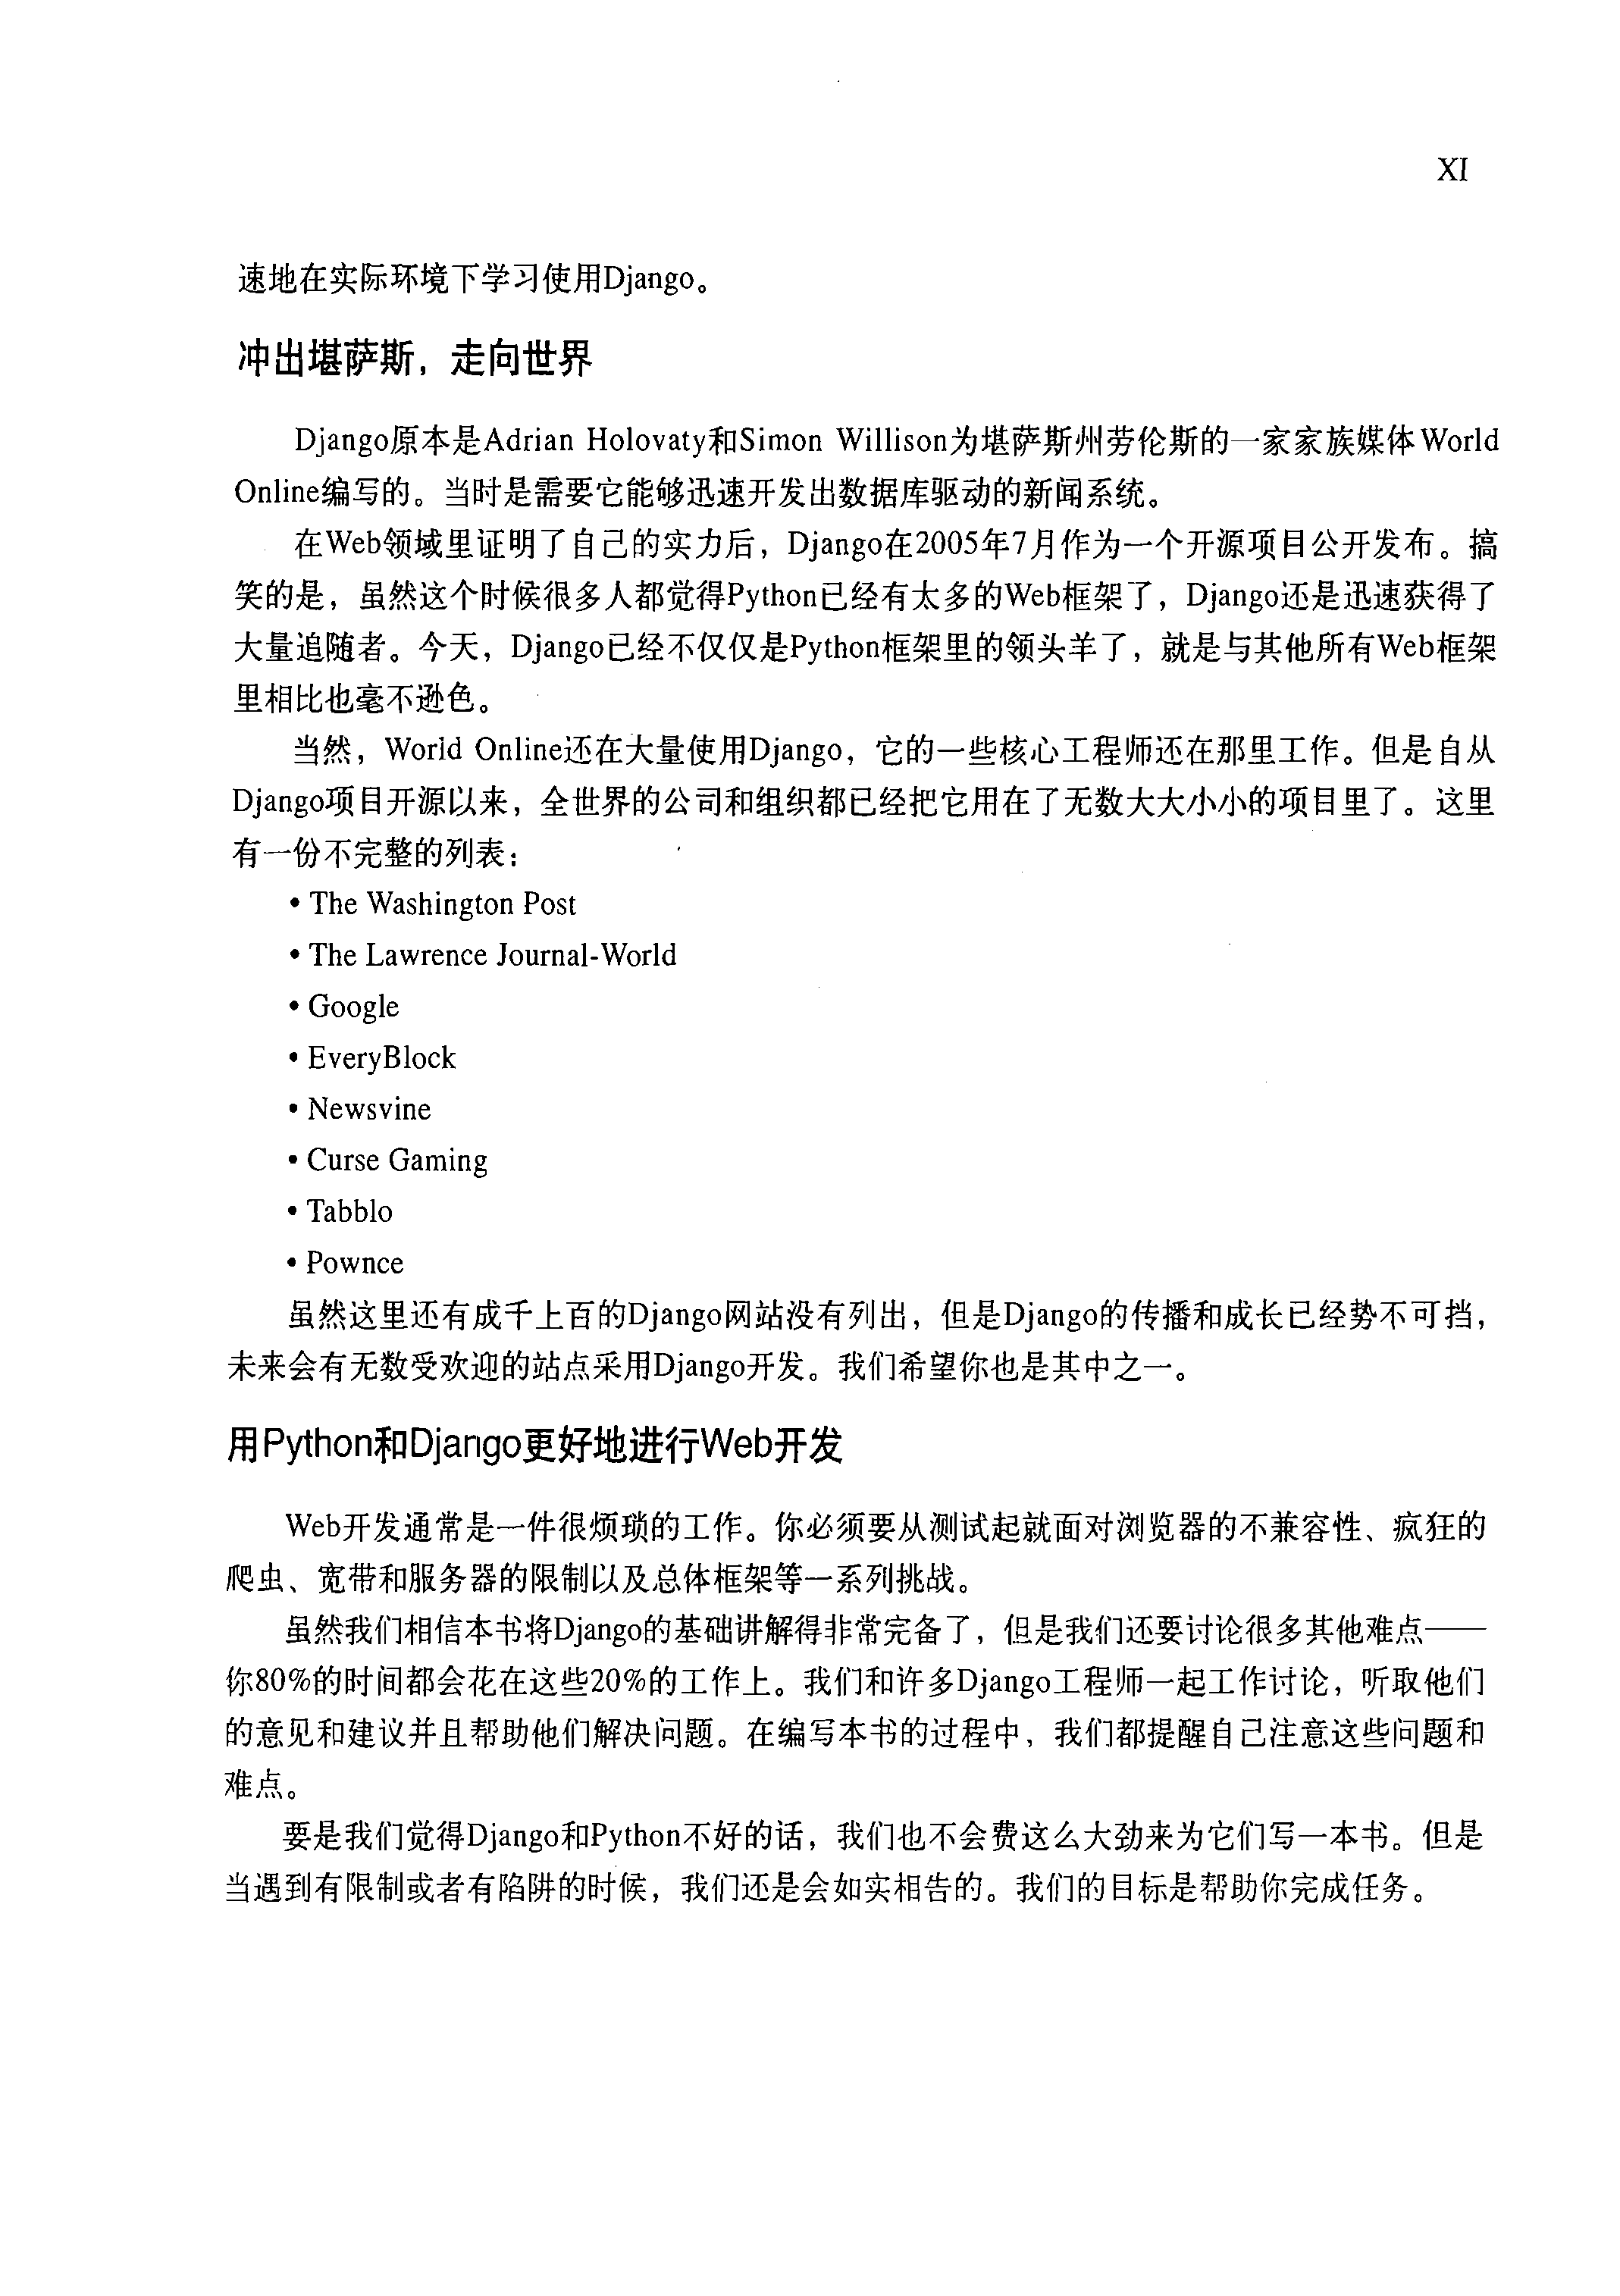 XI
速地在实际环境下学习使用Django。
冲出堪萨斯，走向世界
Django原本是Adrian Holovaty和Simon Willison为堪萨斯州劳伦斯的一家家族媒体World
Online编写的。当时是需要它能够迅速开发出数据库驱动的新闻系统。
在Web领域里证明了自己的实力后，Django在2005年7月作为一个开源项目公开发布。搞
笑的是，虽然这个时候很多人都觉得Python已经有太多的Web框架了，Django还是迅速获得了
大量追随者。今天，Django已经不仅仅是Python框架里的领头羊了，就是与其他所有Web框架
里相比也毫不逊色。
当然，World Online还在大量使用Django，它的一些核心工程师还在那里工作。但是自从
Django项目开源以来，全世界的公司和组织都已经把它用在了无数大大小小的项目里了。这里
有一份不完整的列表：
• The Washington Post
• The Lawrence Journal-World
• Google
• EveryBlock
• Newsvine
• Curse Gaming
• Tabblo
• Pownce
虽然这里还有成千上百的Django网站没有列出，但是Django的传播和成长已经势不可挡，
未来会有无数受欢迎的站点采用Django开发。我们希望你也是其中之一。
用Python和Django更好地进行Web开发
Web开发通常是一件很烦琐的工作。你必须要从测试起就面对浏览器的不兼容性、疯狂的
爬虫、宽带和服务器的限制以及总体框架等一系列挑战。
虽然我们相信本书将Django的基础讲解得非常完备了，但是我们还要讨论很多其他难点——
你80%的时间都会花在这些20%的工作上。我们和许多Django工程师一起工作讨论，听取他们
的意见和建议并且帮助他们解决问题。在编写本书的过程中，我们都提醒自己注意这些问题和
难点。
要是我们觉得Django和Python不好的话，我们也不会费这么大劲来为它们写一本书。但是
当遇到有限制或者有陷阱的时候，我们还是会如实相告的。我们的目标是帮助你完成任务。